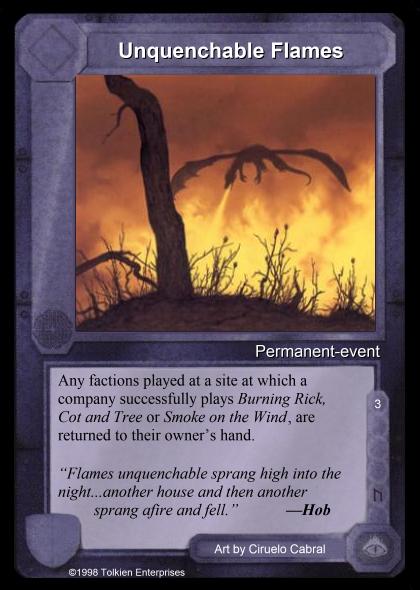 Unquenchable Flames
Permanent-event
Any factions played at a site at which a
company successfully plays Burning Rick,
Cot and Tree or Smoke on the Wind, are
returned to their owner's hand.
3
“Flames unquenchable sprang high into the
night...another house and then another
sprang afire and fell.” —Hob
Art by Ciruelo Cabral
©1998 Tolkien Enterprises